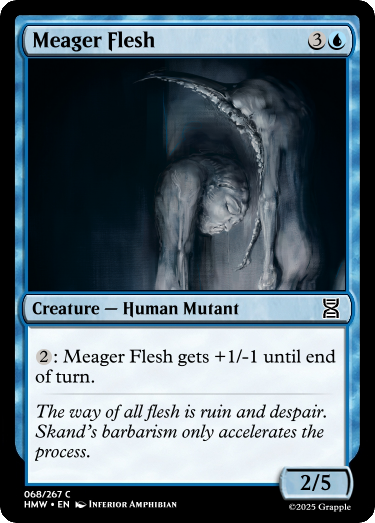 Meager Flesh 3
Creature — Human Mutant
2: Meager Flesh gets +1/-1 until end
of turn.
The way of all flesh is ruin and despair.
Skand's barbarism only accelerates the
process.
2/5
068/267 C
HMW • EN Inferior Amphibian
©2025 Grapple